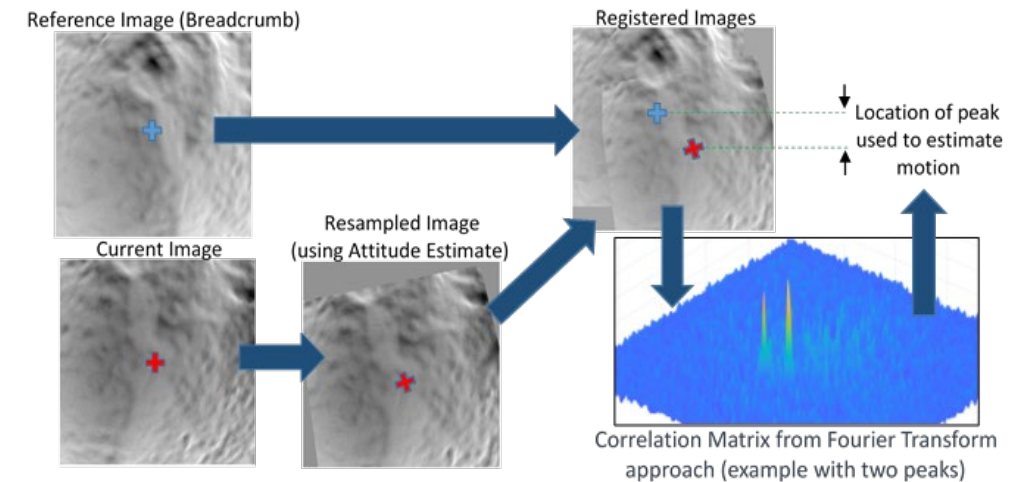 Reference Image (Breadcrumb)
Registered Images
Location of peak
used to estimate
motion
Current Image
Resampled Image
(using Attitude Estimate)
Correlation Matrix from Fourier Transform
approach (example with two peaks)